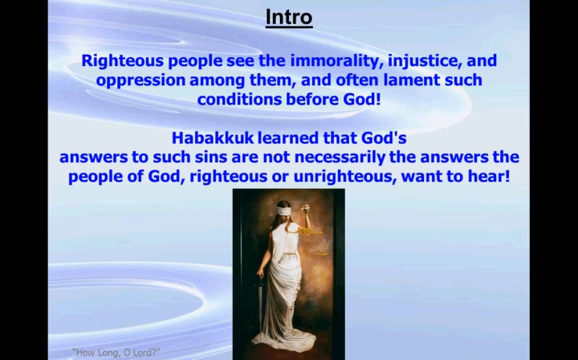 Intro
Righteous people see the immorality, injustice, and
oppression among them, and often lament such
conditions before God!
Habakkuk learned that God's
answers to such sins are not necessarily the answers the
people of God, righteous or unrighteous, want to hear!
"How Long, O Lord?"